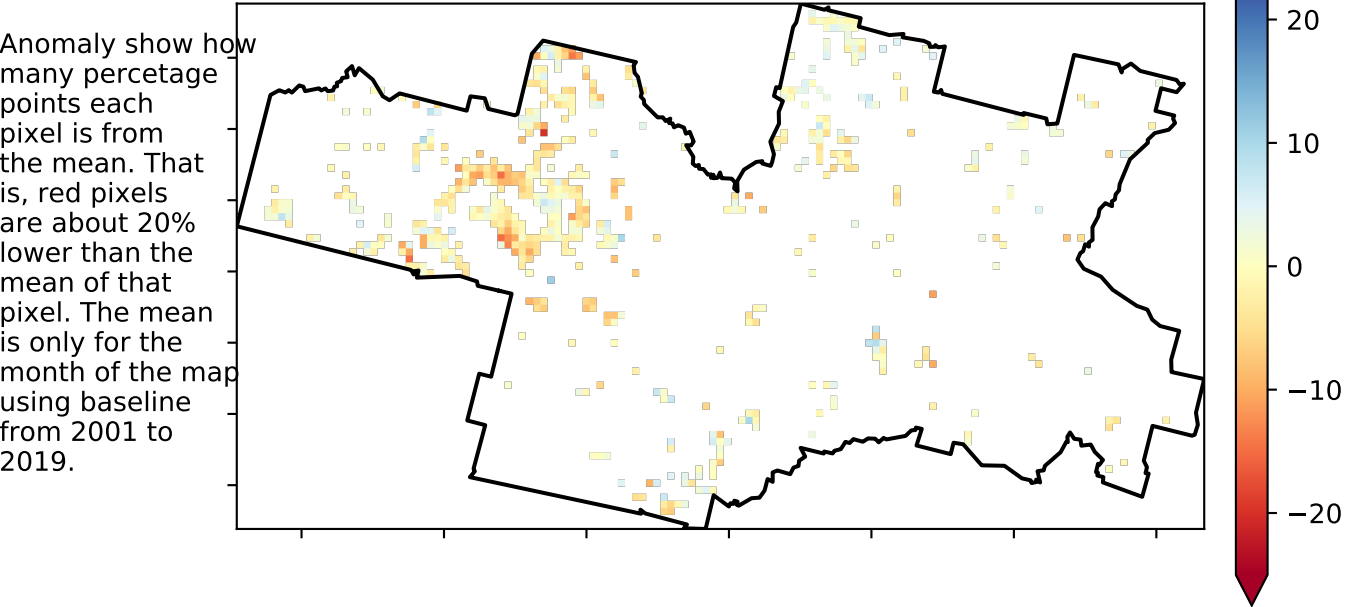 Anomaly show how
many percetage
points each
pixel is from
the mean. That
is, red pixels
are about 20%
lower than the
mean of that
pixel. The mean
is only for the
month of the map
using baseline
from 2001 to
2019.
20
10
0
−10
−20